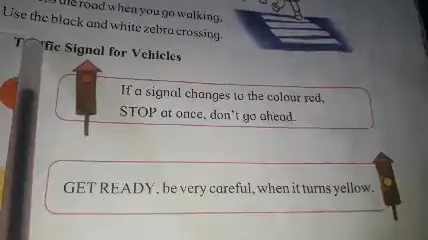 the road when you go walking.
Use the black and white zebra crossing.
Traffic Signal for Vehicles
If a signal changes to the colour red,
STOP at once, don't go ahead.
GET READY, be very careful, when it turns yellow.